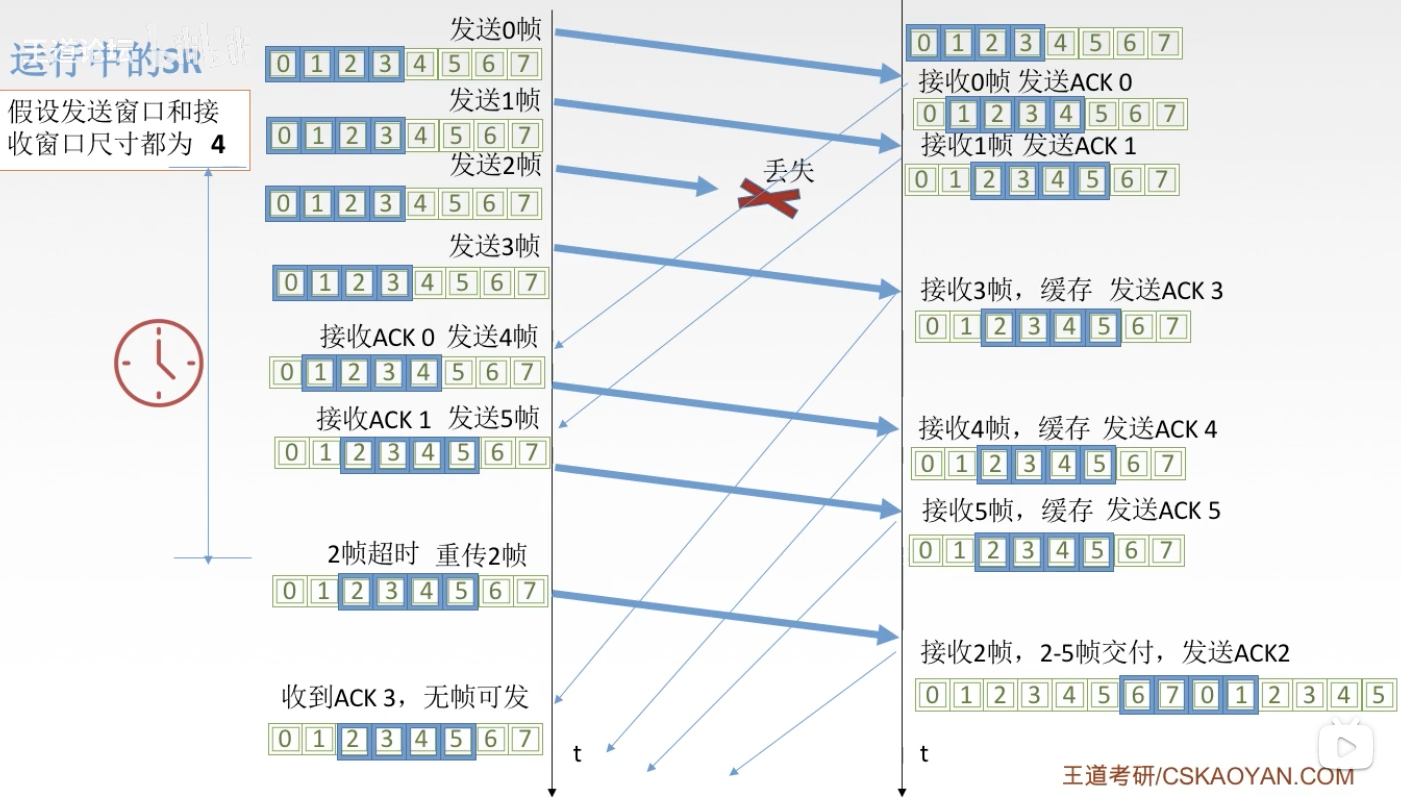 王道论坛
运行中的SR
假设发送窗口和接
收窗口尺寸都为 4
发送0帧
0 1 2 3 4 5 6 7
发送1帧
0 1 2 3 4 5 6 7
发送2帧
0 1 2 3 4 5 6 7
发送3帧
0 1 2 3 4 5 6 7
接收ACK 0 发送4帧
0 1 2 3 4 5 6 7
接收ACK 1 发送5帧
0 1 2 3 4 5 6 7
2帧超时 重传2帧
0 1 2 3 4 5 6 7
收到ACK 3，无帧可发
0 1 2 3 4 5 6 7
丢失
t
0 1 2 3 4 5 6 7
接收0帧 发送ACK 0
0 1 2 3 4 5 6 7
接收1帧 发送ACK 1
0 1 2 3 4 5 6 7
接收3帧，缓存 发送ACK 3
0 1 2 3 4 5 6 7
接收4帧，缓存 发送ACK 4
0 1 2 3 4 5 6 7
接收5帧，缓存 发送ACK 5
0 1 2 3 4 5 6 7
接收2帧，2-5帧交付，发送ACK2
0 1 2 3 4 5 6 7 0 1 2 3 4 5
t
王道考研/CSKAOYAN.COM